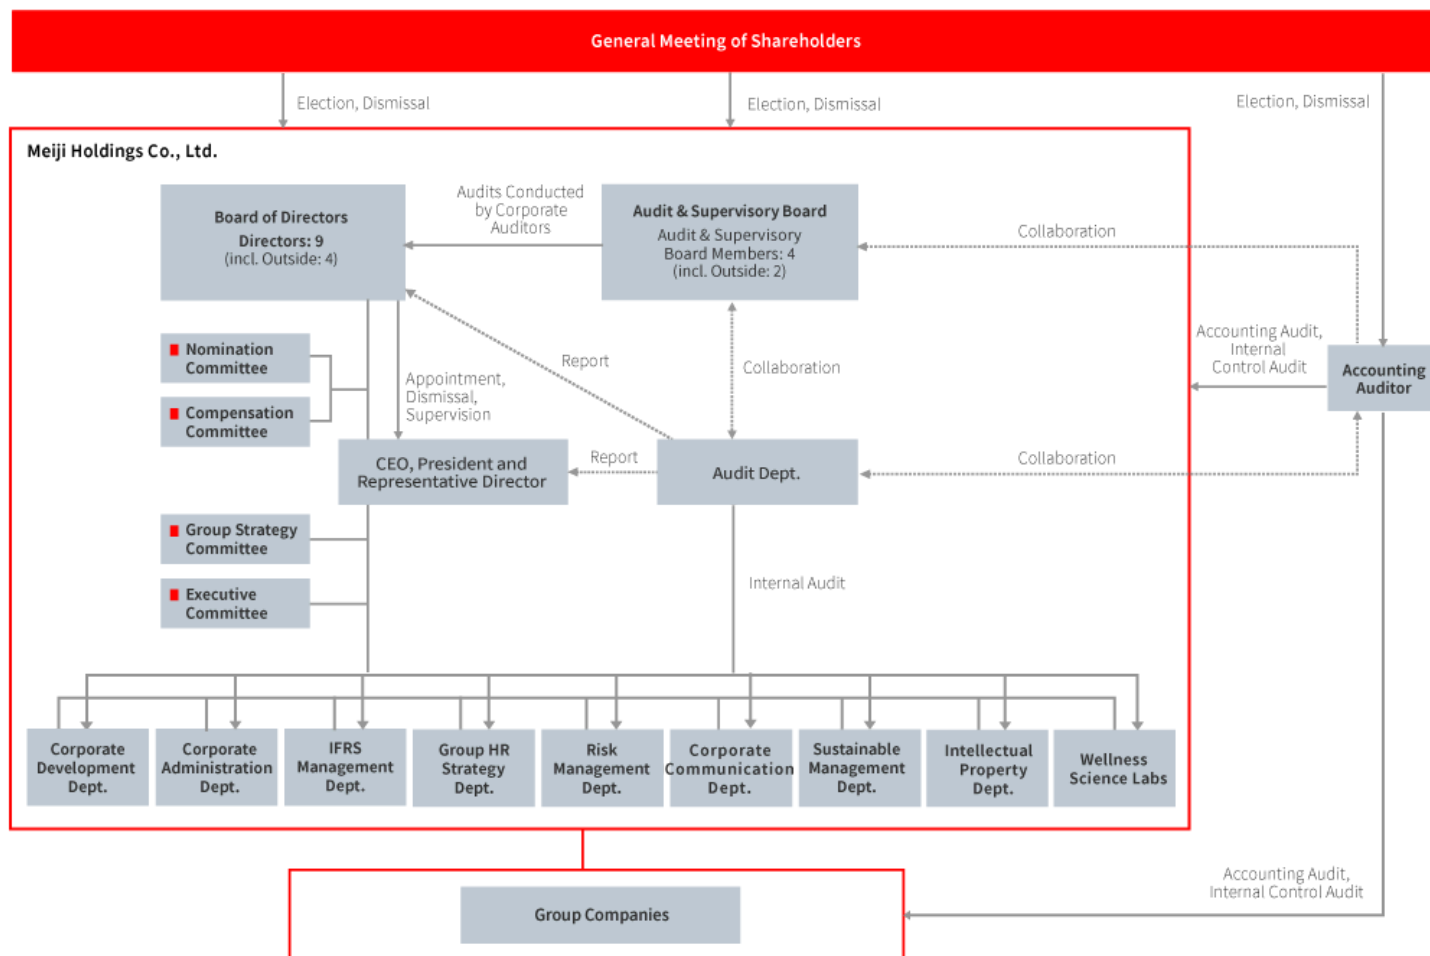 General Meeting of Shareholders
Election, Dismissal
Election, Dismissal
Election, Dismissal
Meiji Holdings Co., Ltd.
Board of Directors
Directors: 9
(incl. Outside: 4)
Audits Conducted
by Corporate
Auditors
Audit & Supervisory Board
Audit & Supervisory
Board Members: 4
(incl. Outside: 2)
Collaboration
Nomination
Committee
Compensation
Committee
Appointment,
Dismissal,
Supervision
Report
Collaboration
Accounting Audit,
Internal
Control Audit
Accounting
Auditor
CEO, President and
Representative Director
Report
Audit Dept.
Collaboration
Group Strategy
Committee
Executive
Committee
Internal Audit
Corporate
Development
Dept.
Corporate
Administration
Dept.
IFRS
Management
Dept.
Group HR
Strategy
Dept.
Risk
Management
Dept.
Corporate
Communication
Dept.
Sustainable
Management
Dept.
Intellectual
Property
Dept.
Wellness
Science Labs
Accounting Audit,
Internal Control Audit
Group Companies